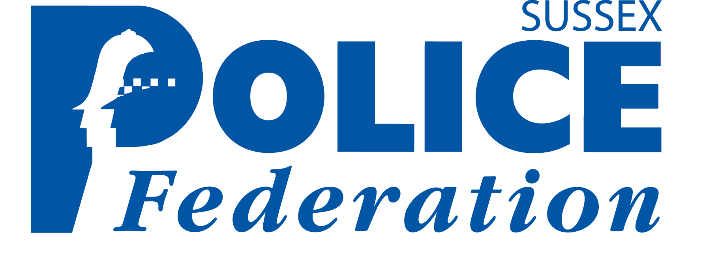 SUSSEX
POLICE
Federation